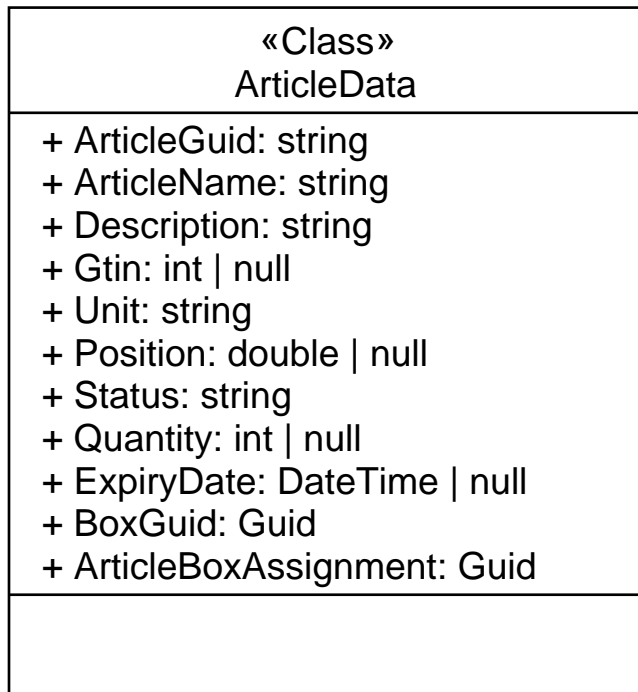 «Class»
ArticleData
+ ArticleGuid: string
+ ArticleName: string
+ Description: string
+ Gtin: int | null
+ Unit: string
+ Position: double | null
+ Status: string
+ Quantity: int | null
+ ExpiryDate: DateTime | null
+ BoxGuid: Guid
+ ArticleBoxAssignment: Guid